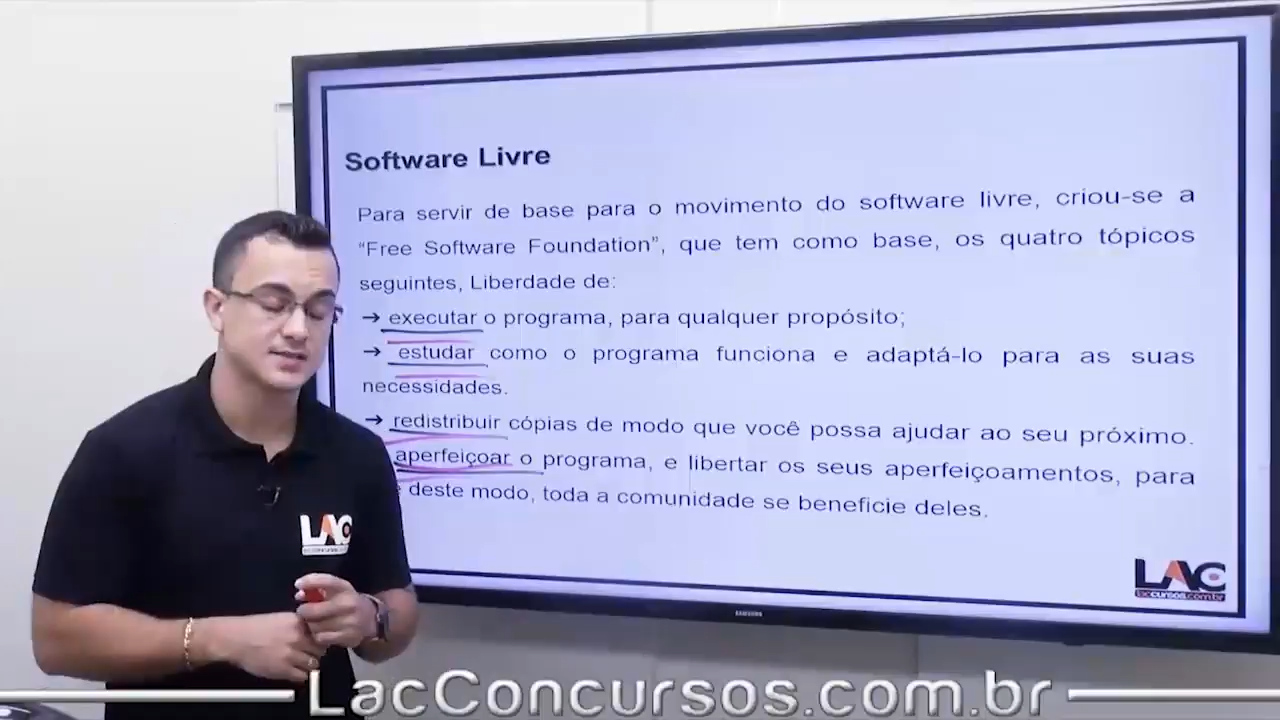 Software Livre
Para servir de base para o movimento do software livre, criou-se a
“Free Software Foundation”, que tem como base, os quatro tópicos
seguintes, Liberdade de:
→ executar o programa, para qualquer propósito;
→ estudar como o programa funciona e adaptá-lo para as suas
necessidades.
→ redistribuir cópias de modo que você possa ajudar ao seu próximo.
aperfeiçoar o programa, e libertar os seus aperfeiçoamentos, para
deste modo, toda a comunidade se beneficie deles.
LAC
LAC
lacconcursos.com.br
SAMSUNG
LacConcursos.com.br